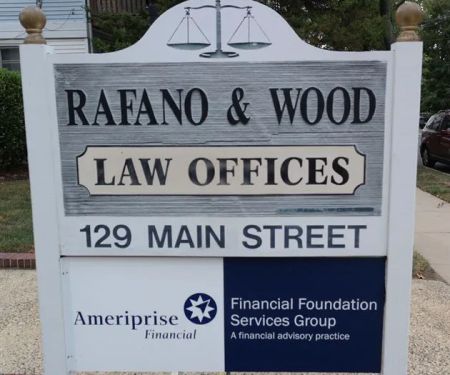 RAFANO & WOOD
LAW OFFICES
129 MAIN STREET
Ameriprise
Financial
Financial Foundation
Services Group
A financial advisory practice